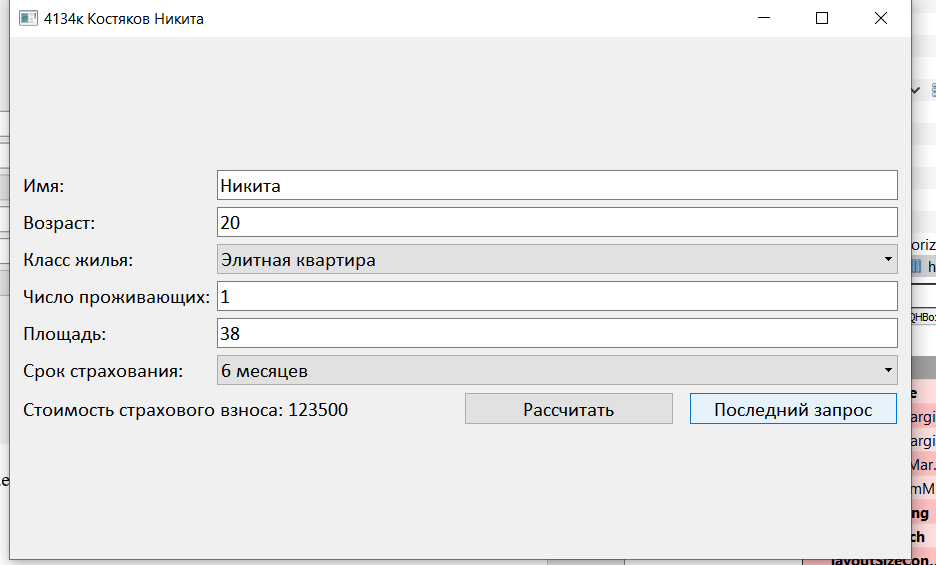 4134к Костяков Никита
Имя: Никита
Возраст: 20
Класс жилья: Элитная квартира
Число проживающих: 1
Площадь: 38
Срок страхования: 6 месяцев
Стоимость страхового взноса: 123500 Рассчитать Последний запрос